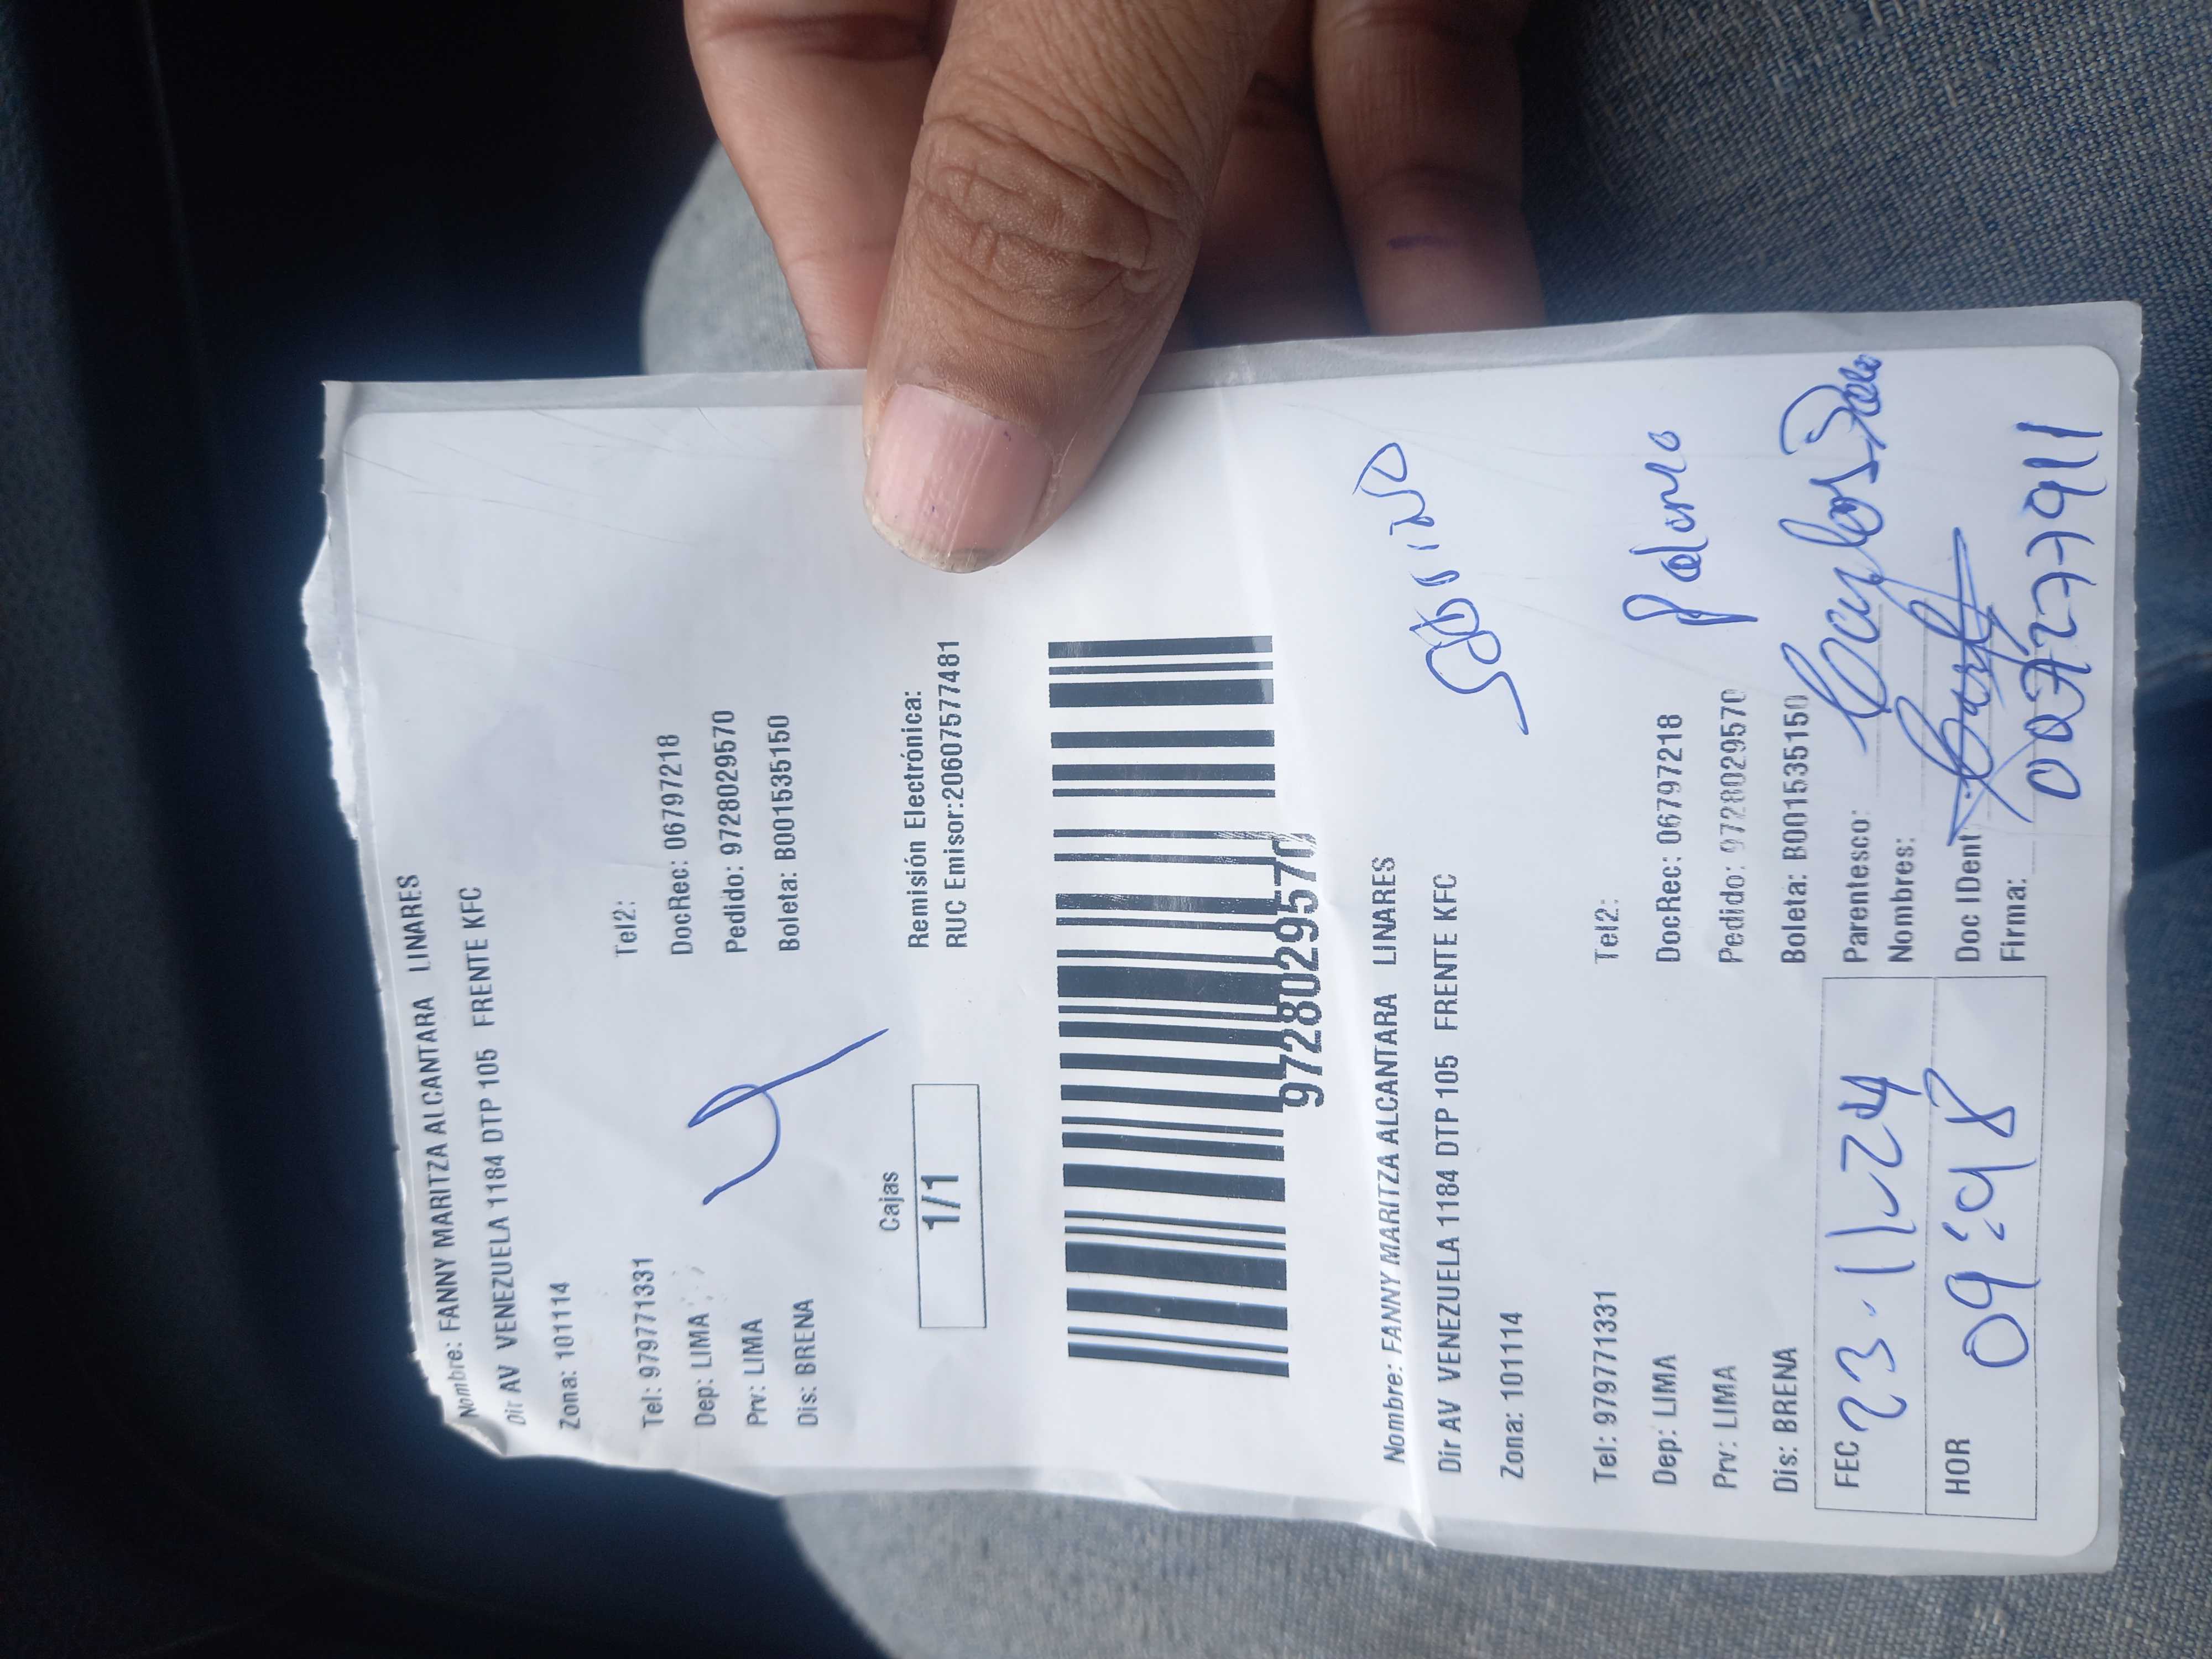 Nombre: FANNY MARITZA ALCANTARA LINARES
Dir AV VENEZUELA 1184 DTP 105 FRENTE KFC
Zona: 101114
Tel: 979771331 Tel2:
Dep: LIMA DocRec: 06797218
Prv: LIMA Pedido: 9728029570
Dis: BRENA Boleta: B001535150
4
Cajas
1/1
Remisión Electrónica:
RUC Emisor:20607577481
9728029570
Nombre: FANNY MARITZA ALCANTARA LINARES
Dir AV VENEZUELA 1184 DTP 105 FRENTE KFC
Zona: 101114
Tel: 979771331 Tel2:
Dep: LIMA DocRec: 06797218
Prv: LIMA Pedido: 9728029570
Dis: BRENA Boleta: B001535150
FEC 23.11.24 Parentesco:
Nombres: Carlos
HOR 09:48 Doc IDent
Firma: